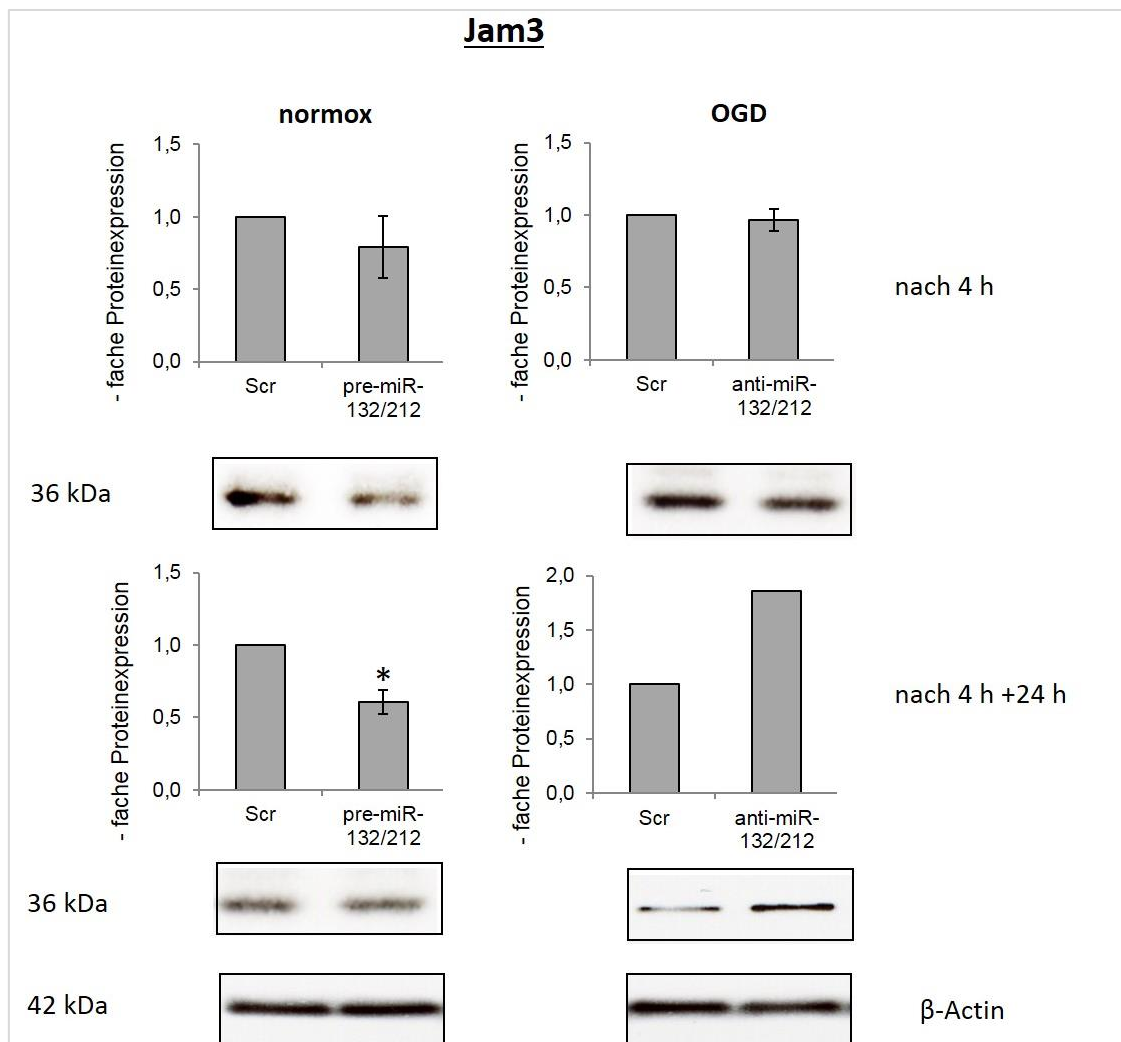 Jam3
normox
OGD
- fache Proteinexpression
1,5
1,0
0,5
0,0
Scr
pre-miR-
132/212
- fache Proteinexpression
1,5
1,0
0,5
0,0
Scr
anti-miR-
132/212
nach 4 h
36 kDa
- fache Proteinexpression
1,5
1,0
0,5
0,0
*
Scr
pre-miR-
132/212
- fache Proteinexpression
2,0
1,5
1,0
0,5
0,0
Scr
anti-miR-
132/212
nach 4 h +24 h
36 kDa
42 kDa
β-Actin